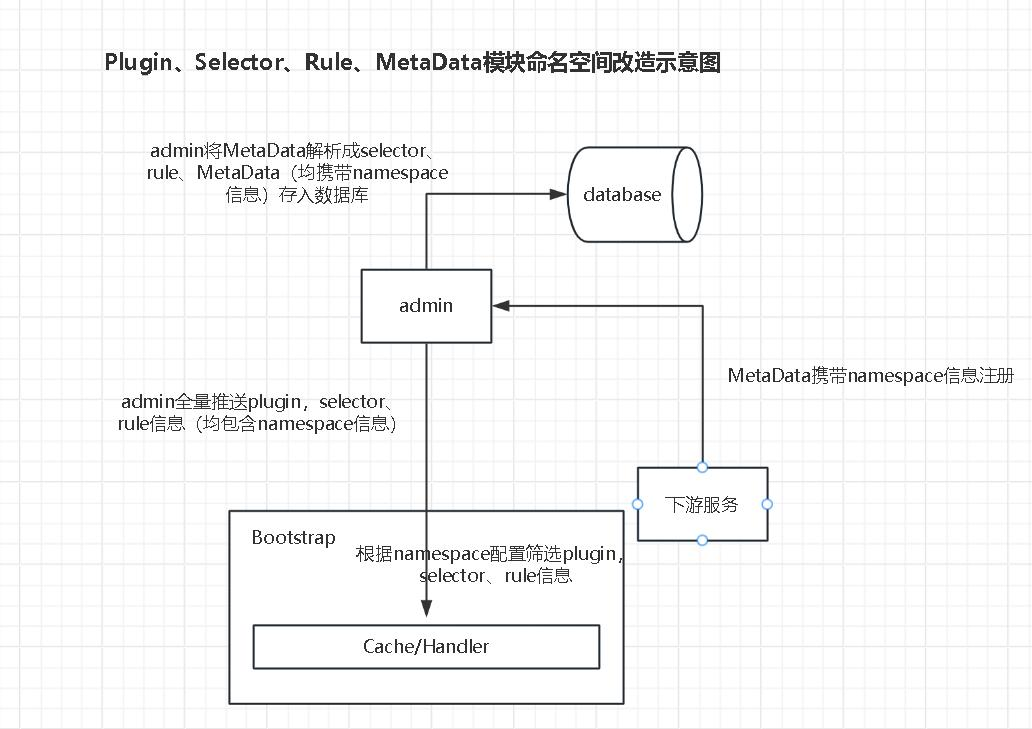 Plugin、Selector、Rule、MetaData模块命名空间改造示意图
admin将MetaData解析成selector、
rule、MetaData（均携带namespace
信息）存入数据库
database
admin
MetaData携带namespace信息注册
admin全量推送plugin，selector、
rule信息（均包含namespace信息）
下游服务
Bootstrap
根据namespace配置筛选plugin，
selector、rule信息
Cache/Handler